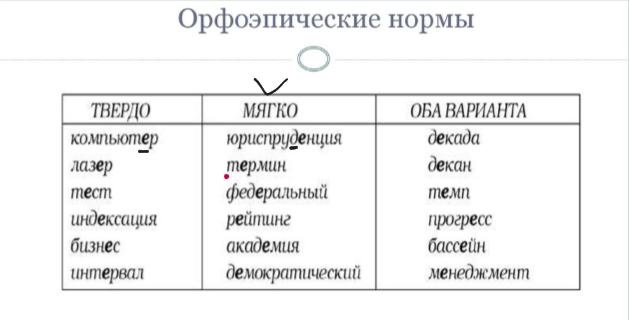 Орфоэпические нормы
ТВЕРДО МЯГКО ОБА ВАРИАНТА
компьютер юриспруденция декада
лазер термин декан
тест федеральный темп
индексация рейтинг прогресс
бизнес академия бассейн
интервал демократический менеджмент